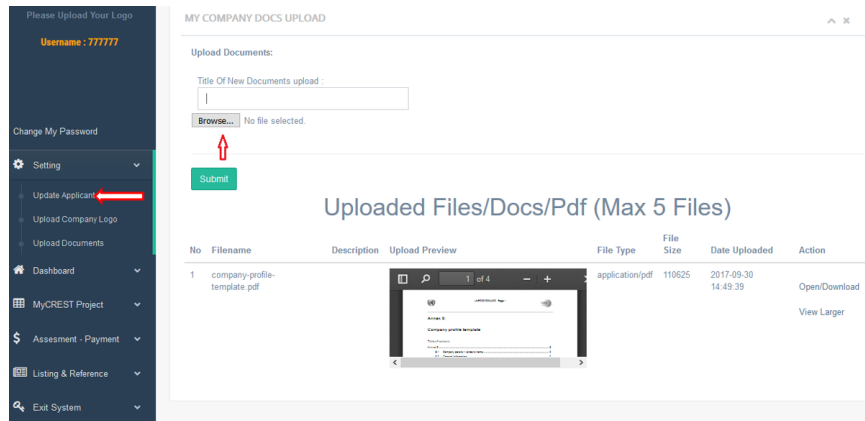 Please Upload Your Logo
Username : 777777
Change My Password
Setting
Update Applicant
Upload Company Logo
Upload Documents
Dashboard
MyCREST Project
Assesment - Payment
Listing & Reference
Exit System
MY COMPANY DOCS UPLOAD
Upload Documents:
Title Of New Documents upload :
Browse... No file selected.
Submit
Uploaded Files/Docs/Pdf (Max 5 Files)
No Filename Description Upload Preview File Type File Size Date Uploaded Action
1 company-profile-template.pdf application/pdf 110625 2017-09-30 14:49:39 Open/Download
View Larger
1 of 4
Annex 5:
Company profile template